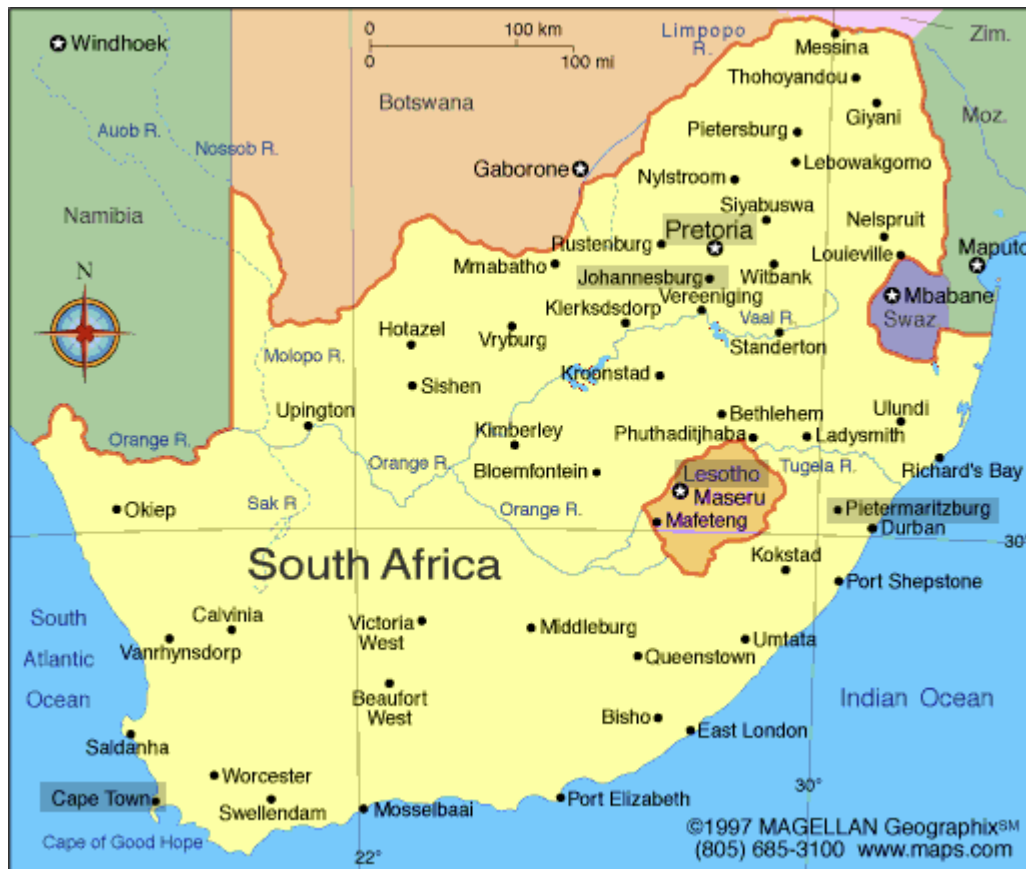 Windhoek
0 100 km
0 100 mi
Limpopo
R.
Zim.
Messina
Thohoyandou
Giyani
Moz.
Botswana
Auob R.
Nossob R.
Pietersburg
Lebowakgomo
Gaborone
Nylstroom
Siyabuswa
Namibia
Nelspruit
Rustenburg
Pretoria
Louieville
Maputo
Mmabatho
Johannesburg
Witbank
N
Klerksdsdorp
Vereeniging
Mbabane
Swaz.
Vaal R.
Hotazel
Vryburg
Standerton
Molopo R.
Sishen
Kroonstad
Upington
Bethlehem
Ulundi
Orange R.
Kimberley
Phuthaditjhaba
Ladysmith
Orange R.
Bloemfontein
Lesotho
Tugela R.
Richard's Bay
Maseru
Sak R
Okiep
Orange R.
Mafeteng
Pietermaritzburg
Durban
30°
South Africa
Kokstad
Port Shepstone
South
Atlantic
Ocean
Calvinia
Vanrhynsdorp
Victoria
West
Middleburg
Umtata
Queenstown
Beaufort
West
Indian Ocean
Bisho
East London
Saldanha
Worcester
30°
Cape Town
Swellendam
Mosselbaai
Port Elizabeth
Cape of Good Hope
22°
©1997 MAGELLAN Geographix℠
(805) 685-3100 www.maps.com